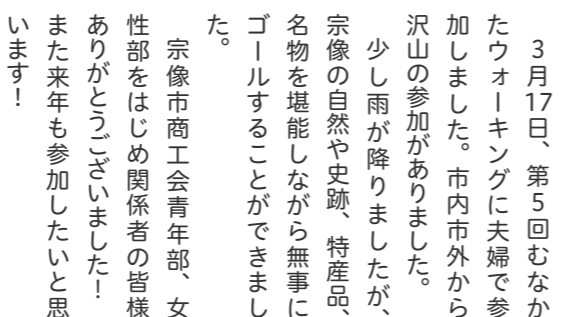 3月17日、第5回むなか
たウォーキングに夫婦で参
加しました。市内市外から
沢山の参加がありました。
　少し雨が降りましたが、
宗像の自然や史跡、特産品、
名物を堪能しながら無事に
ゴールすることができまし
た。
　宗像市商工会青年部、女
性部をはじめ関係者の皆様
ありがとうございました！
また来年も参加したいと思
います！